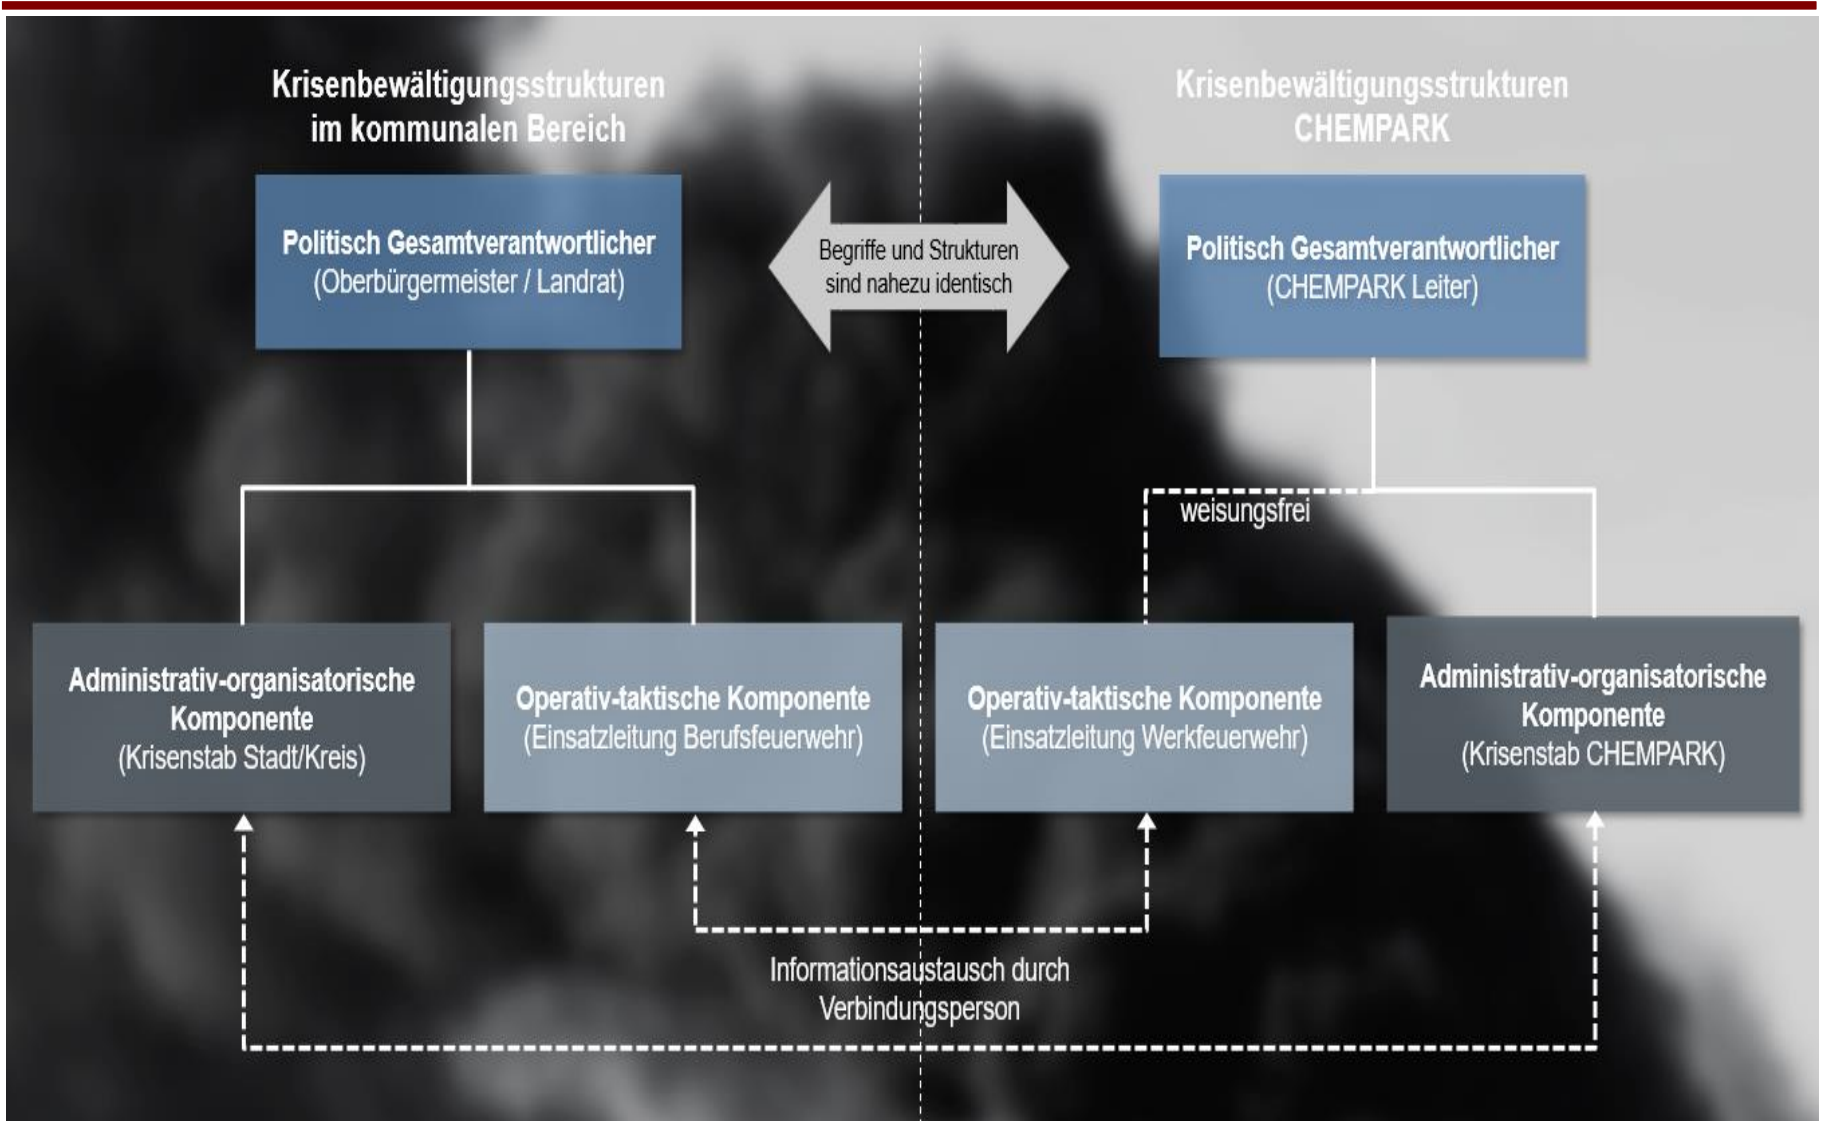 Krisenbewältigungsstrukturen
im kommunalen Bereich
Krisenbewältigungsstrukturen
CHEMPARK
Politisch Gesamtverantwortlicher
(Oberbürgermeister / Landrat)
Begriffe und Strukturen
sind nahezu identisch
Politisch Gesamtverantwortlicher
(CHEMPARK Leiter)
weisungsfrei
Administrativ-organisatorische
Komponente
(Krisenstab Stadt/Kreis)
Operativ-taktische Komponente
(Einsatzleitung Berufsfeuerwehr)
Operativ-taktische Komponente
(Einsatzleitung Werkfeuerwehr)
Administrativ-organisatorische
Komponente
(Krisenstab CHEMPARK)
Informationsaustausch durch
Verbindungsperson